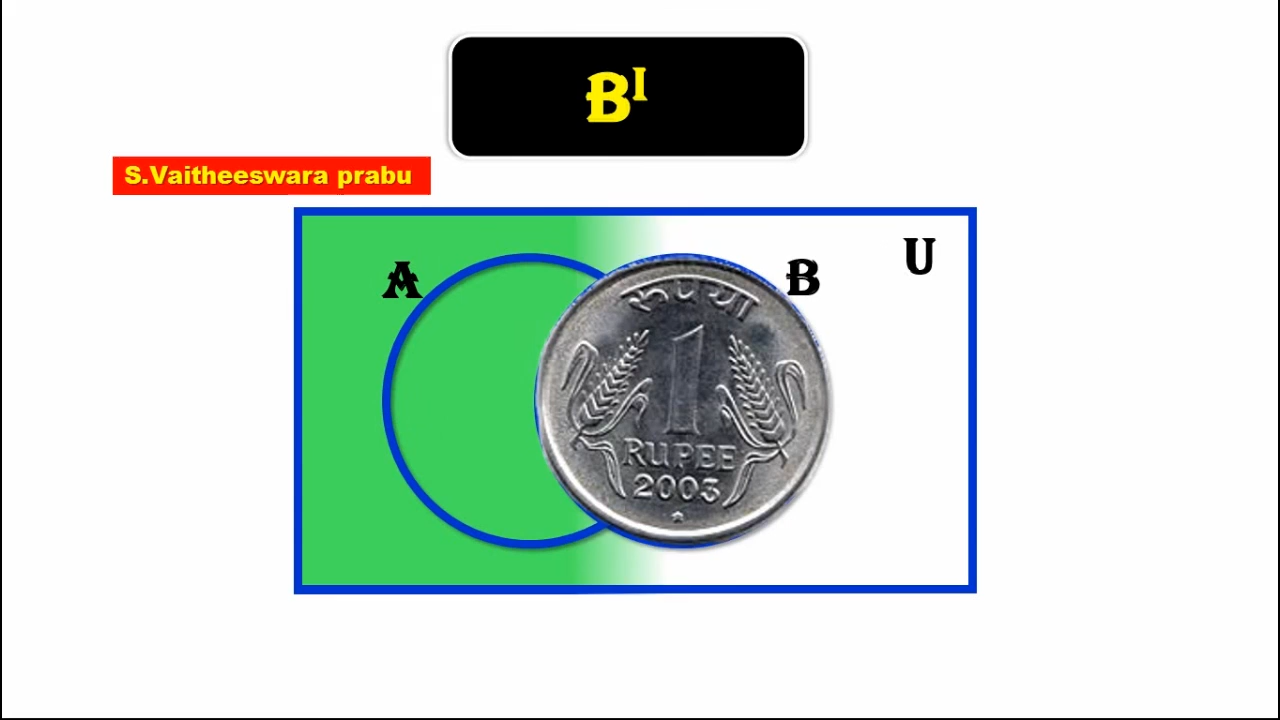 Bᴵ
S.Vaitheeswara prabu
A
B
U
रूपया
1
RUPEE
2003